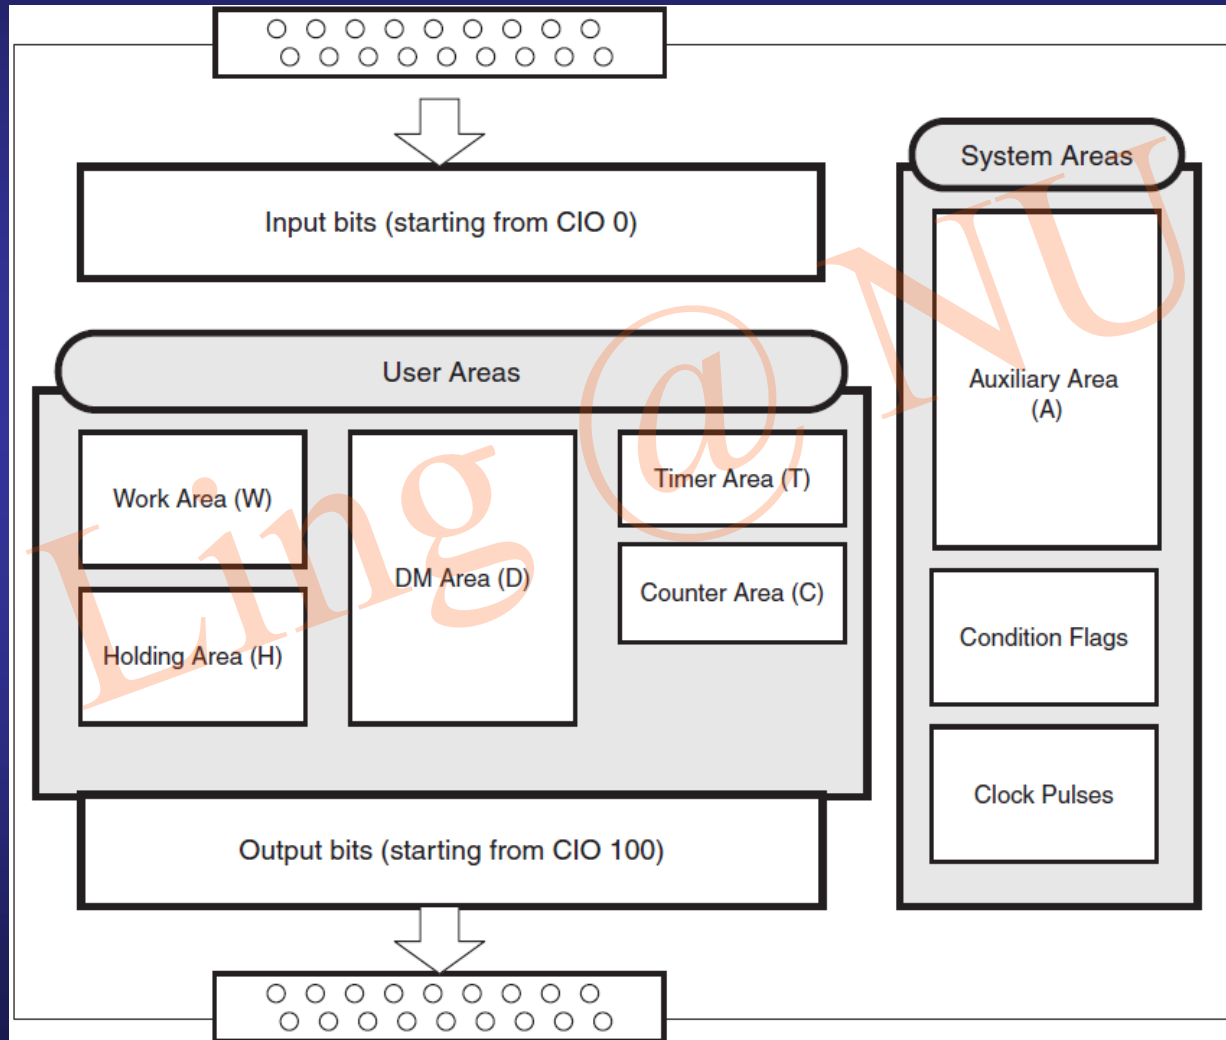 Input bits (starting from CIO 0)
System Areas
Auxiliary Area
(A)
Condition Flags
Clock Pulses
User Areas
Work Area (W)
Holding Area (H)
DM Area (D)
Timer Area (T)
Counter Area (C)
Output bits (starting from CIO 100)
Ling @ NU